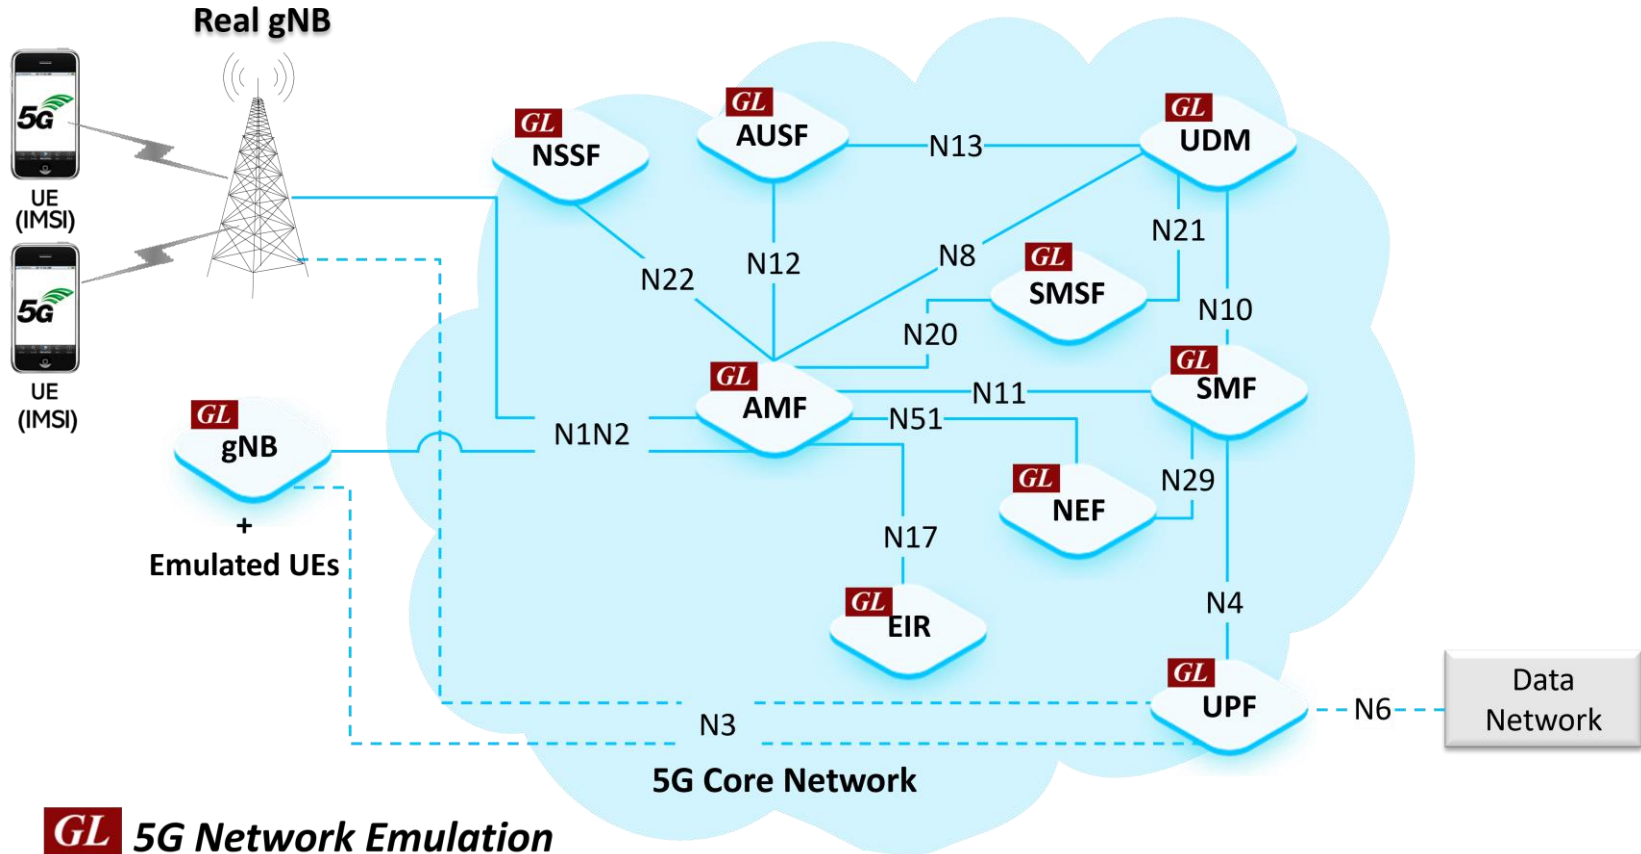 Real gNB
5G
UE
(IMSI)
5G
UE
(IMSI)
GL
NSSF
GL
AUSF
N13
GL
UDM
N22
N12
N8
N21
GL
SMSF
N20
N10
GL
AMF
N11
GL
SMF
N51
N1N2
GL
gNB
+
Emulated UEs
GL
NEF
N29
N17
GL
EIR
N4
GL
UPF
N6
Data
Network
N3
5G Core Network
GL 5G Network Emulation